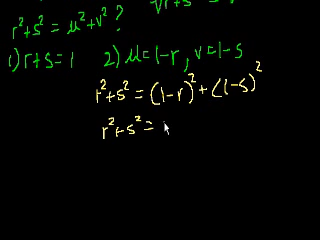 r²+s² = u²+v² ?
1) r+s=1 2) u=1-r, v=1-s
r²+s² = (1-r)²+(1-s)²
r²+s² =